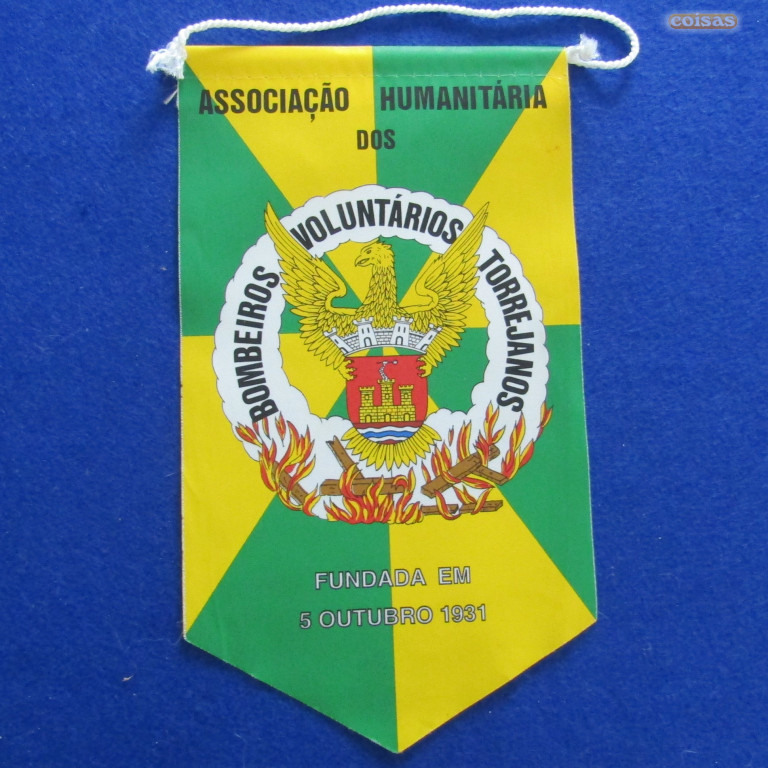 coisas
ASSOCIAÇÃO HUMANITÁRIA
DOS
BOMBEIROS VOLUNTÁRIOS TORREJANOS
FUNDADA EM
5 OUTUBRO 1931